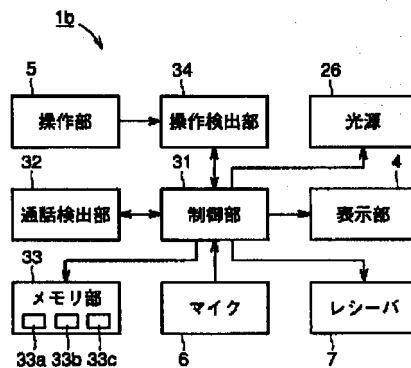 1b
5
34
26
操作部
操作検出部
光源
32
31
4
通話検出部
制御部
表示部
33
メモリ部
マイク
レシーバ
33a 33b 33c
6
7